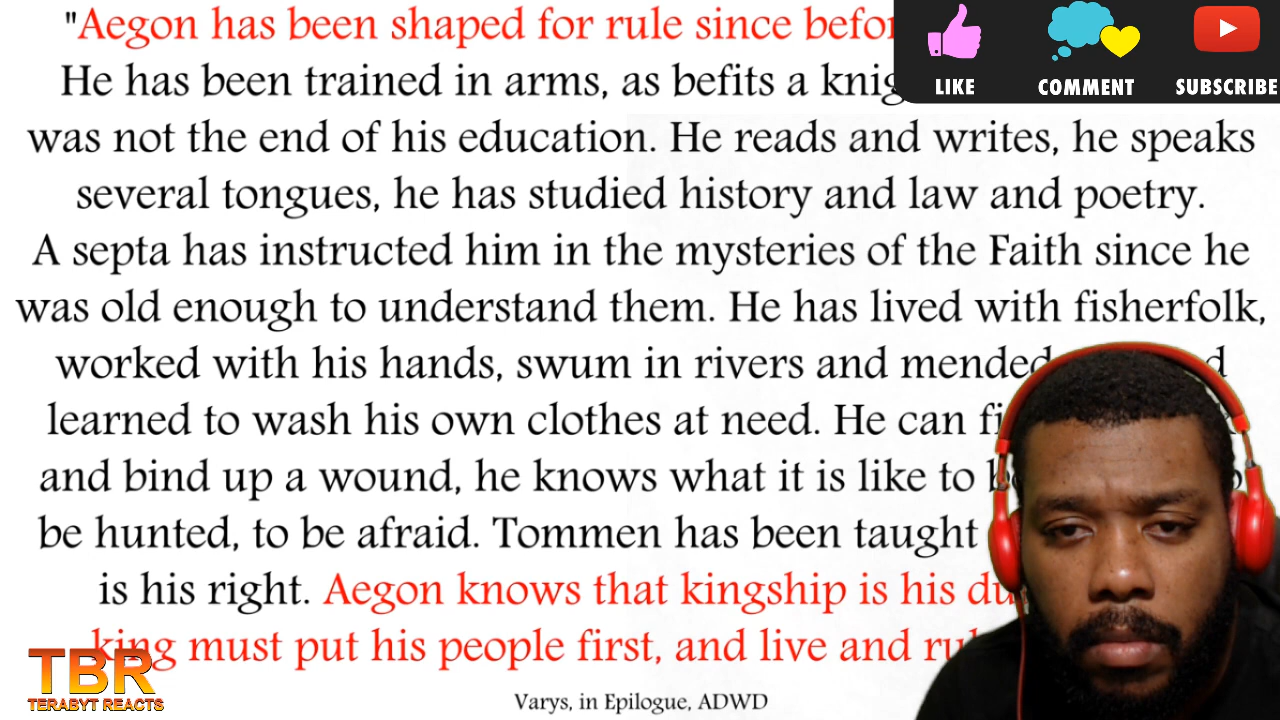 "Aegon has been shaped for rule since
He has been trained in arms, as befits a
was not the end of his education. He reads and writes, he speaks
several tongues, he has studied history and law and poetry.
A septa has instructed him in the mysteries of the Faith since he
was old enough to understand them. He has lived with fisherfolk,
worked with his hands, swum in rivers and mended
learned to wash his own clothes at need. He can
and bind up a wound, he knows what it is like to
be hunted, to be afraid. Tommen has been taught
is his right. Aegon knows that kingship is his
king must put his people first, and live and
Varys, in Epilogue, ADWD
LIKE
COMMENT
SUBSCRIBE
TBR
TERABYT REACTS